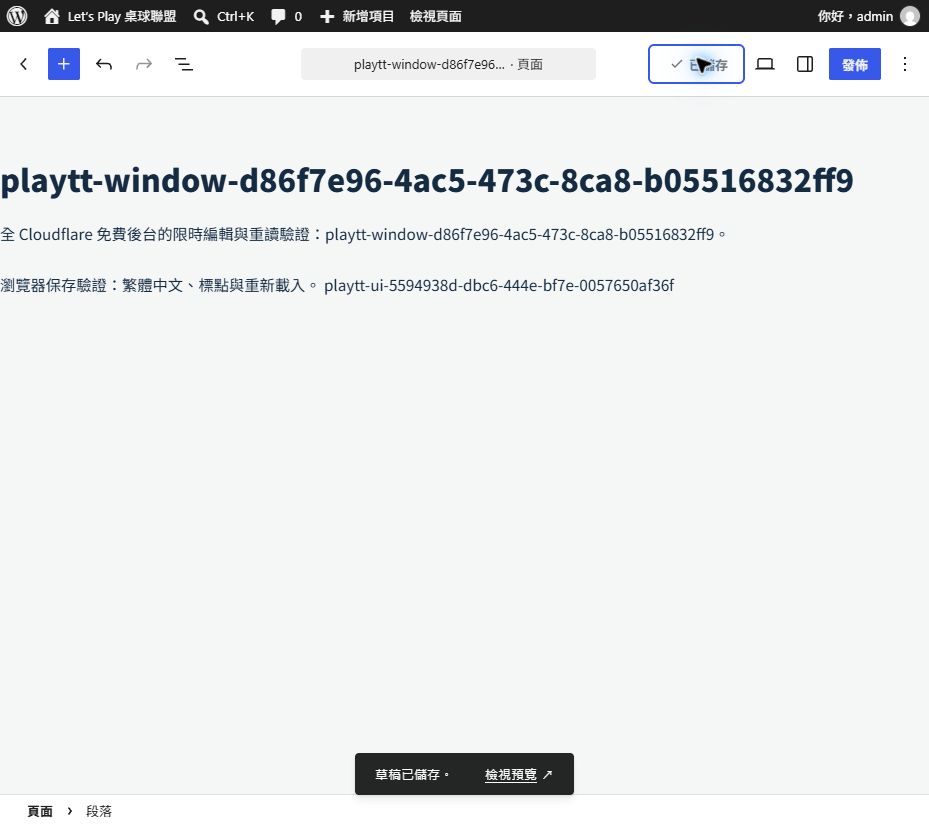 Let's Play 桌球聯盟 Ctrl+K 0 新增項目 檢視頁面 你好，admin
playtt-window-d86f7e96... · 頁面 發佈
playtt-window-d86f7e96-4ac5-473c-8ca8-b05516832ff9
全 Cloudflare 免費後台的限時編輯與重讀驗證：playtt-window-d86f7e96-4ac5-473c-8ca8-b05516832ff9。
瀏覽器保存驗證：繁體中文、標點與重新載入。 playtt-ui-5594938d-dbc6-444e-bf7e-0057650af36f
草稿已儲存。 檢視預覽 ↗
頁面 › 段落